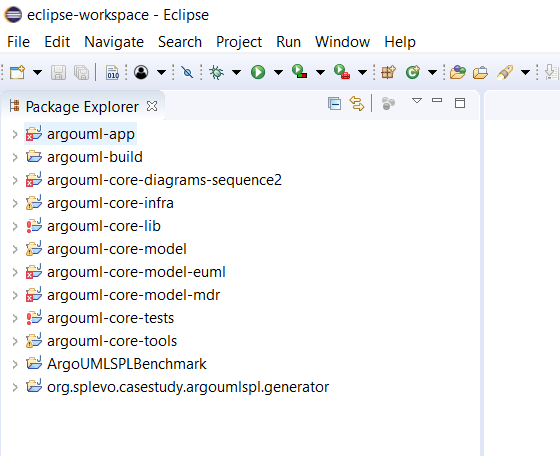 eclipse-workspace - Eclipse
File Edit Navigate Search Project Run Window Help
010
Package Explorer
argouml-app
argouml-build
argouml-core-diagrams-sequence2
argouml-core-infra
argouml-core-lib
argouml-core-model
argouml-core-model-euml
argouml-core-model-mdr
argouml-core-tests
argouml-core-tools
ArgoUMLSPLBenchmark
org.splevo.casestudy.argoumlspl.generator